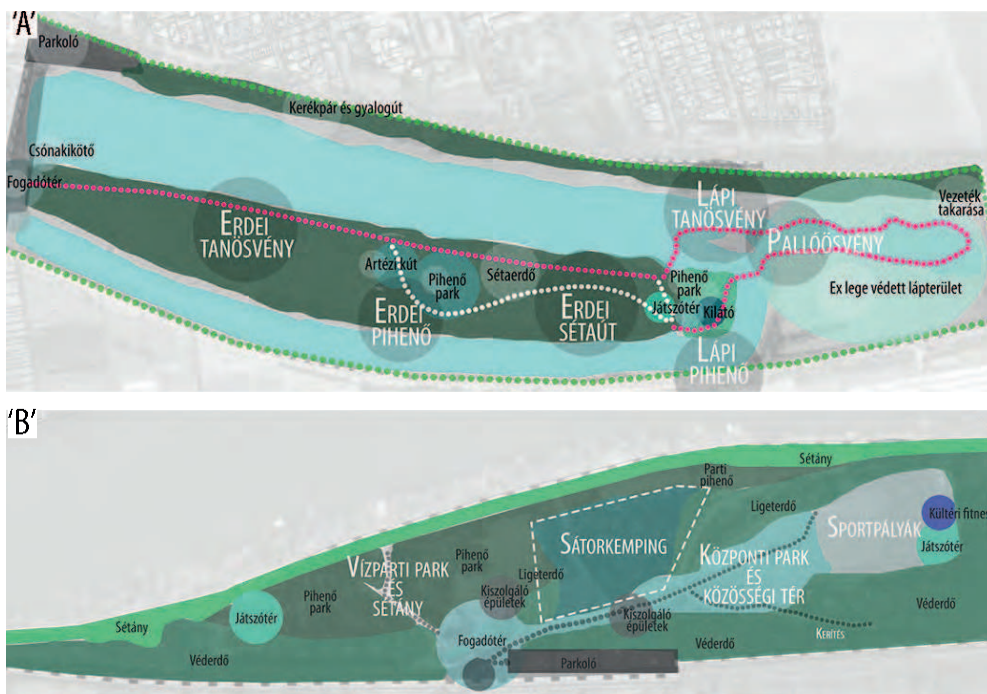 'A'
Parkoló
Kerékpár és gyalogút
Csónakikötő
Fogadótér
ERDEI
TANÖSVÉNY
LÁPI
TANÖSVÉNY
Vezeték
takarása
PALLÓÖSVÉNY
Artézi kút
Pihenő
park
Sétaerdő
Pihenő
park
Ex lege védett lápterület
Játszótér
Kilátó
ERDEI
PIHENŐ
ERDEI
SÉTAÚT
LÁPI
PIHENŐ
'B'
Sétány
Parti
pihenő
Ligeterdő
Kültéri fitnes
SPORTPÁLYÁK
SÁTORKEMPING
Játszótér
Pihenő
park
VÍZPARTI PARK
ÉS
SÉTÁNY
KÖZPONTI PARK
ÉS
KÖZÖSSÉGI TÉR
Ligeterdő
Pihenő
park
Kiszolgáló
épületek
Kiszolgáló
épületek
Véderdő
Játszótér
Sétány
Fogadótér
Véderdő
KERÍTÉS
Véderdő
Parkoló